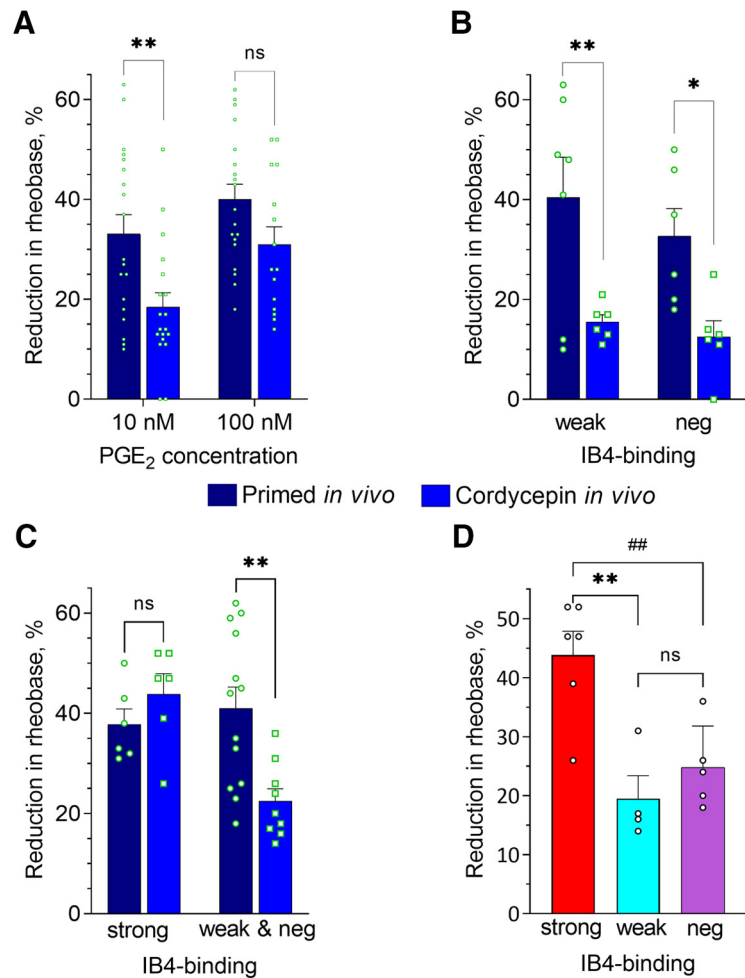 A
Reduction in rheobase, %
60
40
20
0
**
ns
10 nM
100 nM
PGE₂ concentration
B
Reduction in rheobase, %
60
40
20
0
**
*
weak
neg
IB4-binding
Primed in vivo
Cordycepin in vivo
C
Reduction in rheobase, %
60
40
20
0
ns
**
strong
weak & neg
IB4-binding
D
Reduction in rheobase, %
50
40
30
20
10
0
##
**
ns
strong
weak
neg
IB4-binding